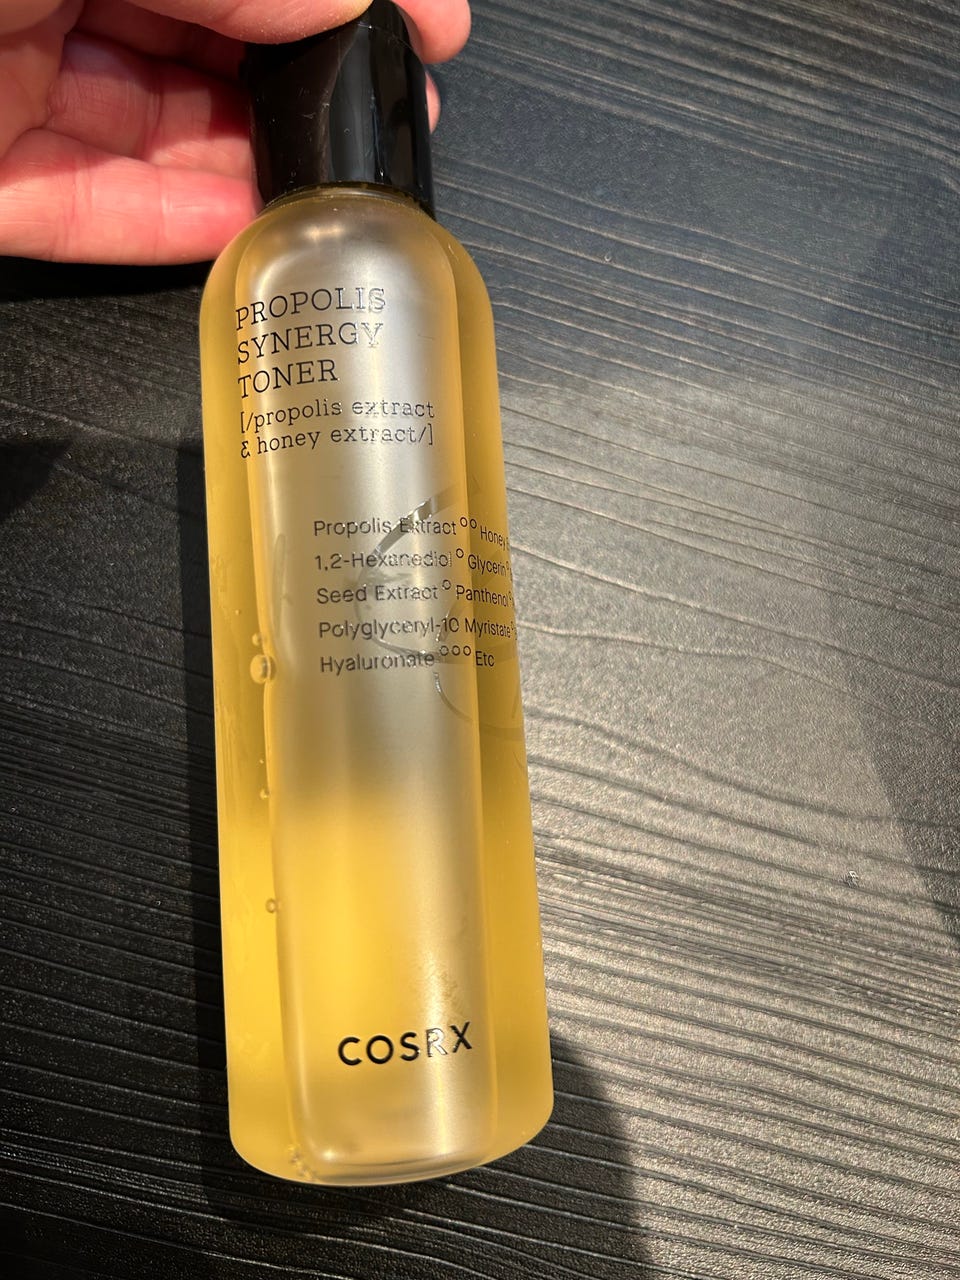 PROPOLIS
SYNERGY
TONER
[/propolis extract
& honey extract/]
Propolis Extract°° Honey
1,2-Hexanediol° Glycerin°
Seed Extract° Panthenol°
Polyglyceryl-10 Myristate°
Hyaluronate°°° Etc
COSRX